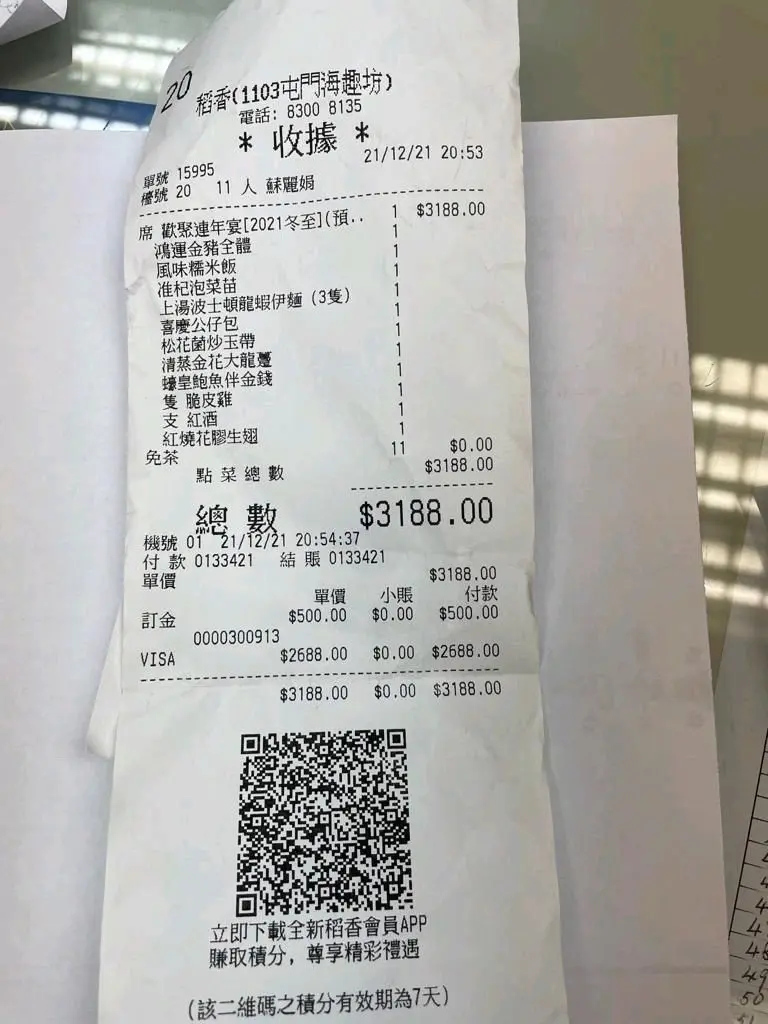 20
稻香(1103屯門海趣坊)
電話: 8300 8135
* 收據 *
21/12/21 20:53
單號 15995
檯號 20 11 人 蘇麗娟
席 歡聚連年宴[2021冬至](預.. 1 $3188.00
鴻運金豬全體 1
風味糯米飯 1
准杞泡菜苗 1
上湯波士頓龍蝦伊麵 (3隻) 1
喜慶公仔包 1
松花菌炒玉帶 1
清蒸金花大龍躉 1
蠔皇鮑魚伴金錢 1
隻 脆皮雞 1
支 紅酒 1
紅燒花膠生翅 1
免茶 11 $0.00
點 菜 總 數 $3188.00
總 數 $3188.00
機號 01 21/12/21 20:54:37
付 款 0133421 結 賬 0133421
單價 $3188.00
單價 小賬 付款
訂金 $500.00 $0.00 $500.00
0000300913
VISA $2688.00 $0.00 $2688.00
$3188.00 $0.00 $3188.00
立即下載全新稻香會員APP
賺取積分，尊享精彩禮遇
(該二維碼之積分有效期為7天)
49
50